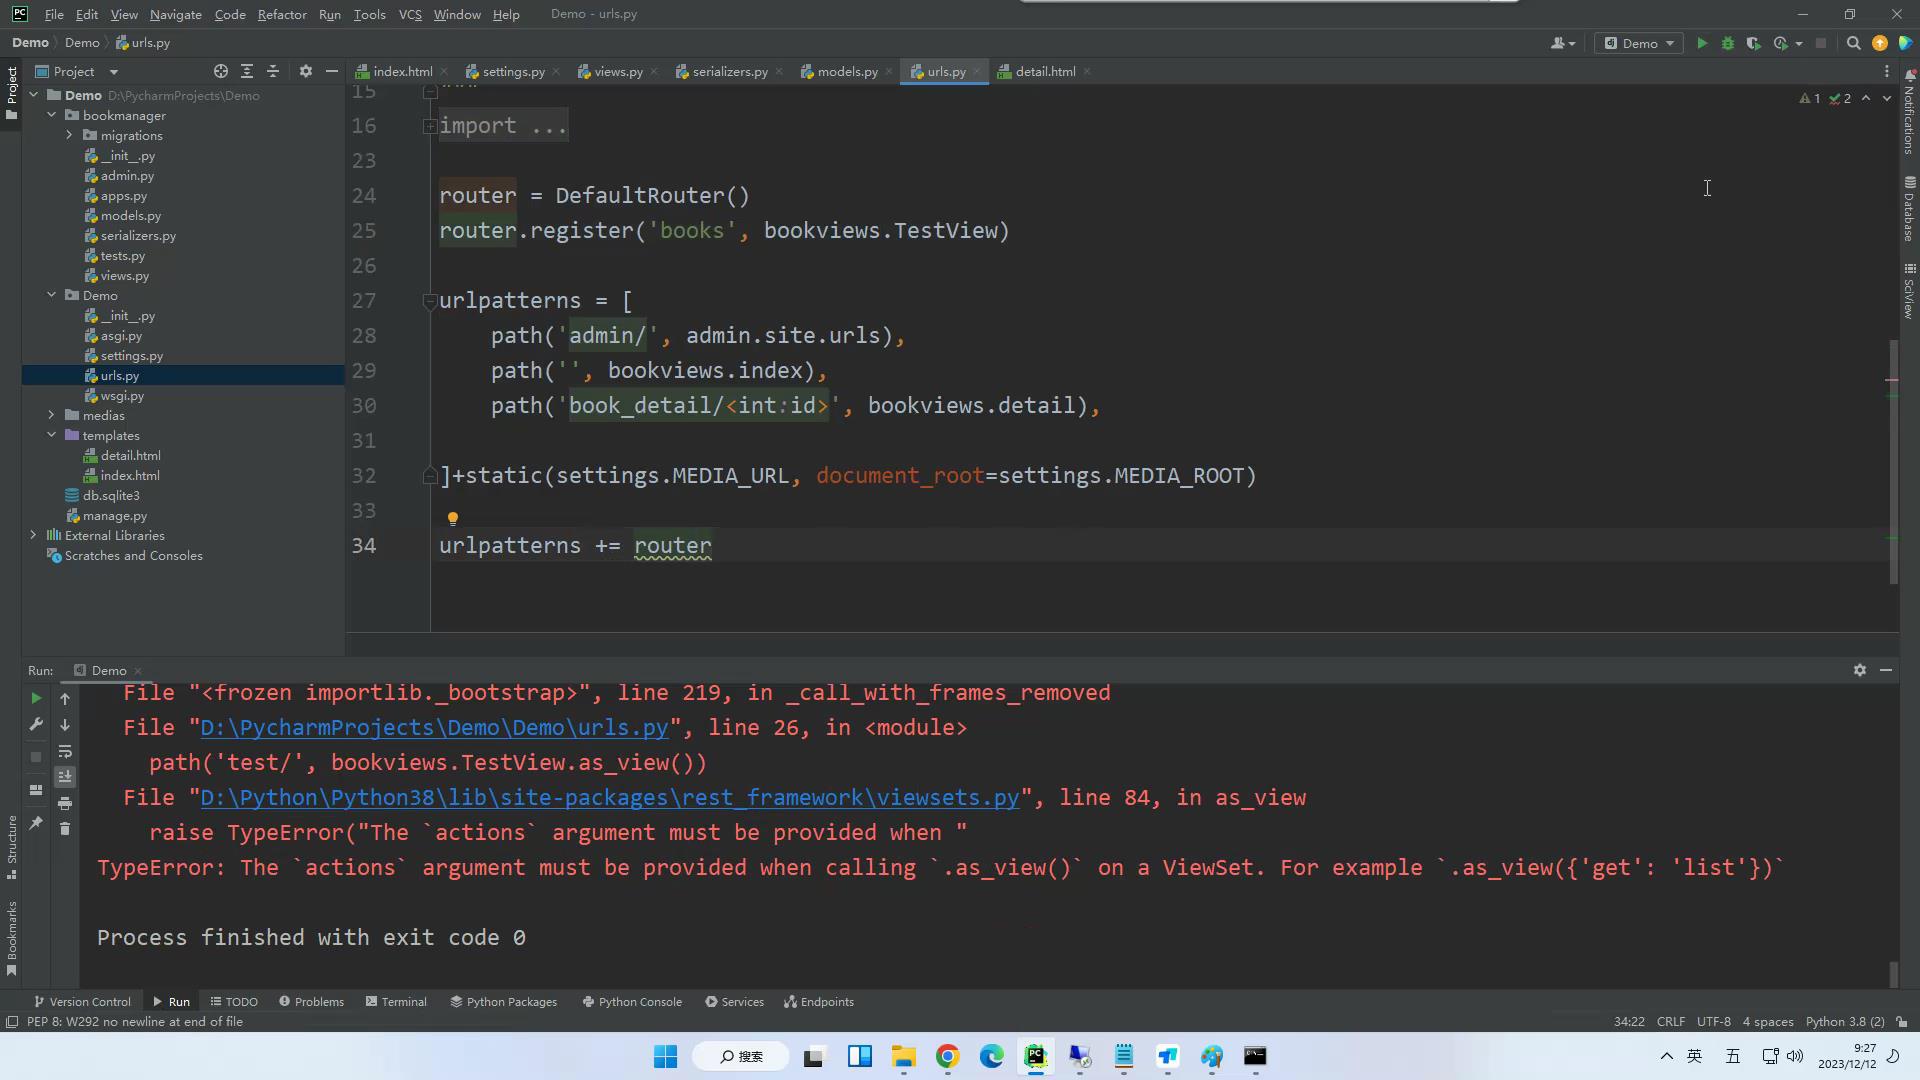 File Edit View Navigate Code Refactor Run Tools VCS Window Help Demo - urls.py
Demo Demo urls.py Demo
Project index.html settings.py views.py serializers.py models.py urls.py detail.html
Project
Demo D:\PycharmProjects\Demo
bookmanager
migrations
__init__.py
admin.py
apps.py
models.py
serializers.py
tests.py
views.py
Demo
__init__.py
asgi.py
settings.py
urls.py
wsgi.py
medias
templates
detail.html
index.html
db.sqlite3
manage.py
External Libraries
Scratches and Consoles
15 """
16 import ...
23
24 router = DefaultRouter()
25 router.register('books', bookviews.TestView)
26
27 urlpatterns = [
28 path('admin/', admin.site.urls),
29 path('', bookviews.index),
30 path('book_detail/<int:id>', bookviews.detail),
31
32 ]+static(settings.MEDIA_URL, document_root=settings.MEDIA_ROOT)
33
34 urlpatterns += router
1 2
Notifications
Database
SciView
Run: Demo
File "<frozen importlib._bootstrap>", line 219, in _call_with_frames_removed
File "D:\PycharmProjects\Demo\Demo\urls.py", line 26, in <module>
path('test/', bookviews.TestView.as_view())
File "D:\Python\Python38\lib\site-packages\rest_framework\viewsets.py", line 84, in as_view
raise TypeError("The `actions` argument must be provided when "
TypeError: The `actions` argument must be provided when calling `.as_view()` on a ViewSet. For example `.as_view({'get': 'list'})`
Process finished with exit code 0
Structure
Bookmarks
Version Control Run TODO Problems Terminal Python Packages Python Console Services Endpoints
PEP 8: W292 no newline at end of file 34:22 CRLF UTF-8 4 spaces Python 3.8 (2)
搜索 英 五 9:27
2023/12/12